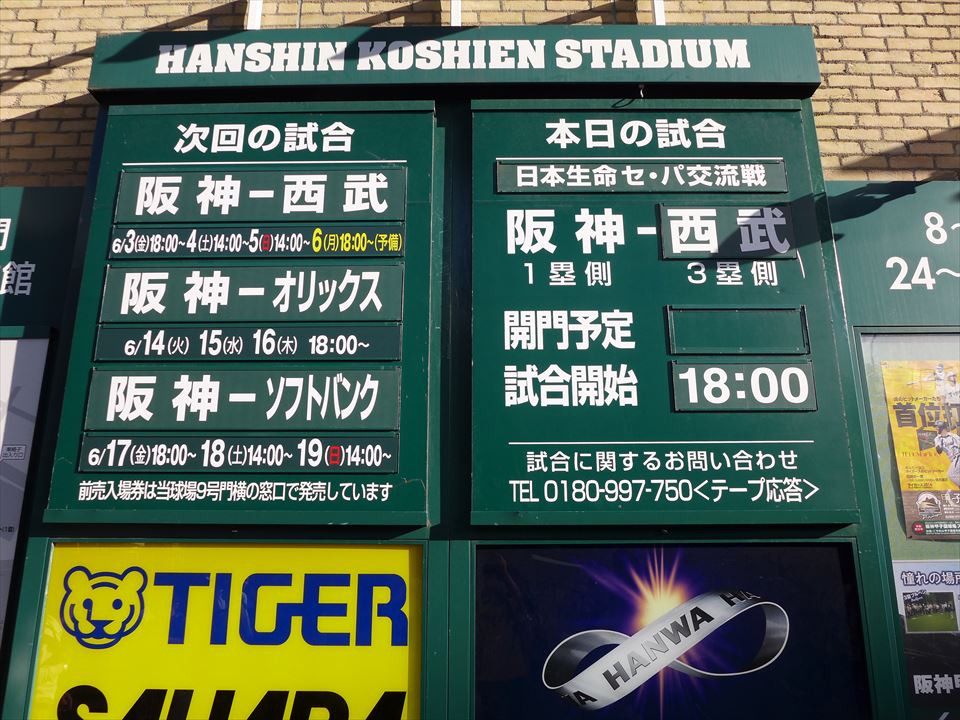 HANSHIN KOSHIEN STADIUM
次回の試合
阪神−西武
6/3(金)18:00~4(土)14:00~5(日)14:00~6(月)18:00~(予備)
阪神−オリックス
6/14(火) 15(水) 16(木) 18:00~
阪神−ソフトバンク
6/17(金)18:00~ 18(土)14:00~ 19(日)14:00~
前売入場券は当球場9号門横の窓口で発売しています
本日の試合
日本生命セ・パ交流戦
阪神-西武
1塁側 3塁側
開門予定
試合開始 18:00
試合に関するお問い合わせ
TEL 0180-997-750<テープ応答>
TIGER
SAHARA
HANWA
館
8~
24~
首位打
憧れの場所
阪神甲